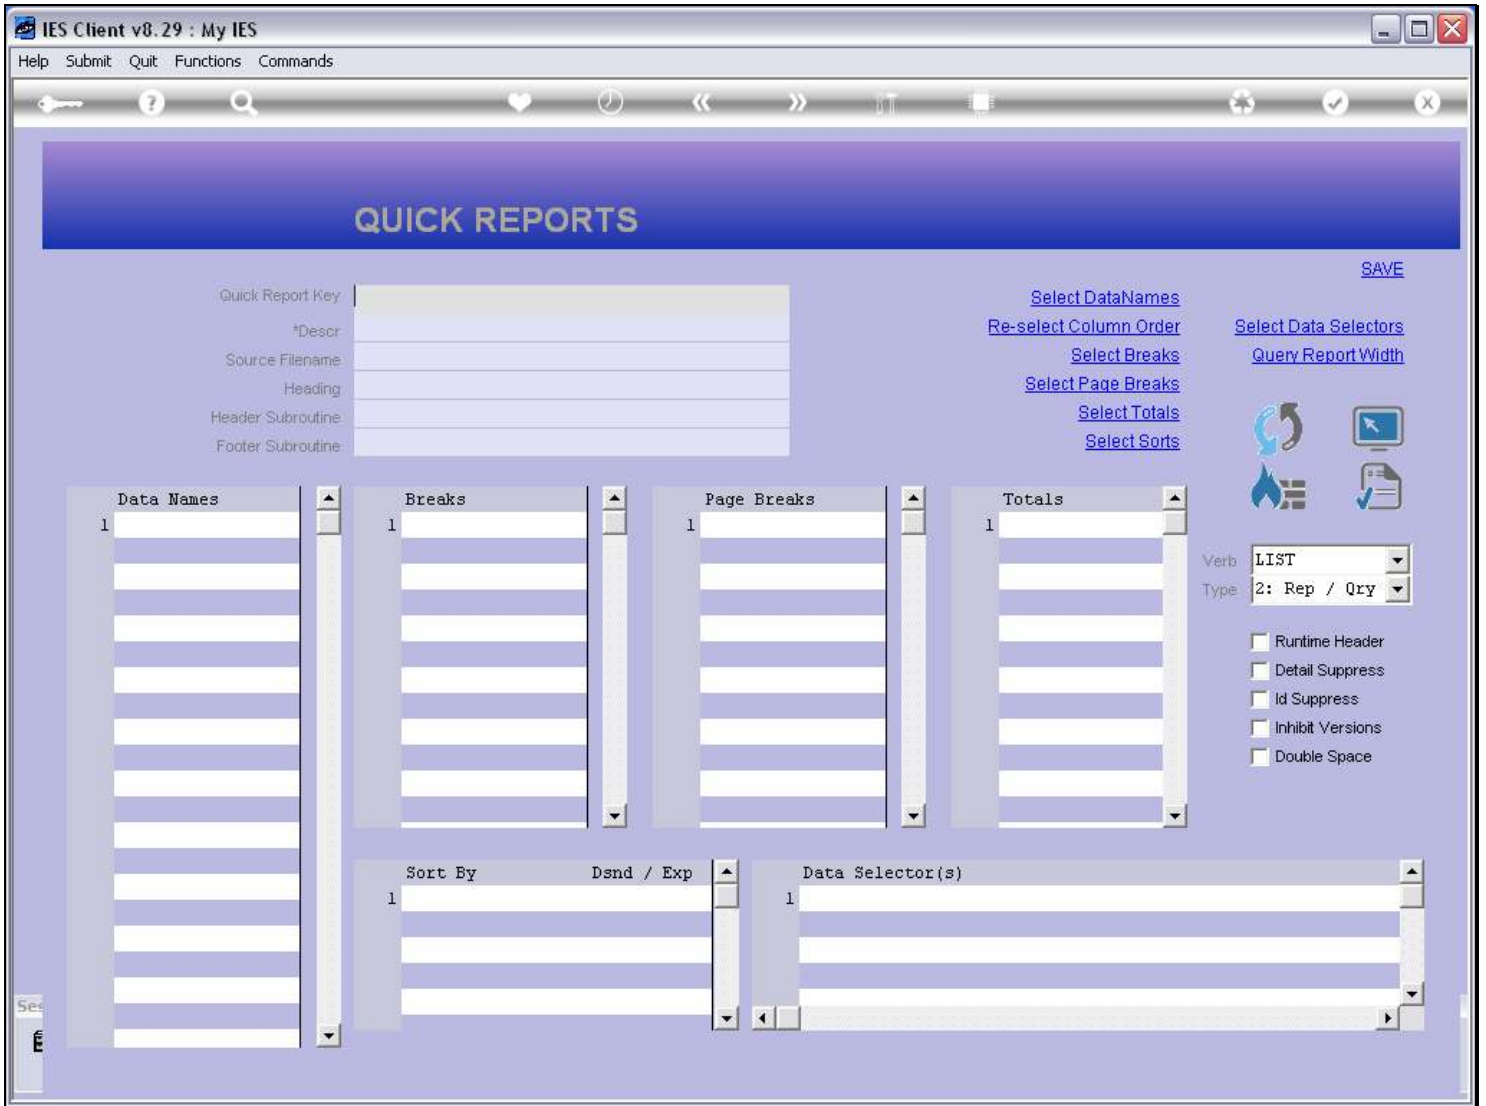 IES Client v8.29 : My IES
Help Submit Quit Functions Commands
QUICK REPORTS
SAVE
Quick Report Key
Select DataNames
*Descr
Re-select Column Order
Select Data Selectors
Source Filename
Select Breaks
Query Report Width
Heading
Select Page Breaks
Header Subroutine
Select Totals
Footer Subroutine
Select Sorts
Data Names
Breaks
Page Breaks
Totals
1
1
1
1
Verb LIST
Type 2: Rep / Qry
Runtime Header
Detail Suppress
Id Suppress
Inhibit Versions
Double Space
Sort By Dsnd / Exp
Data Selector(s)
1
1
Ses